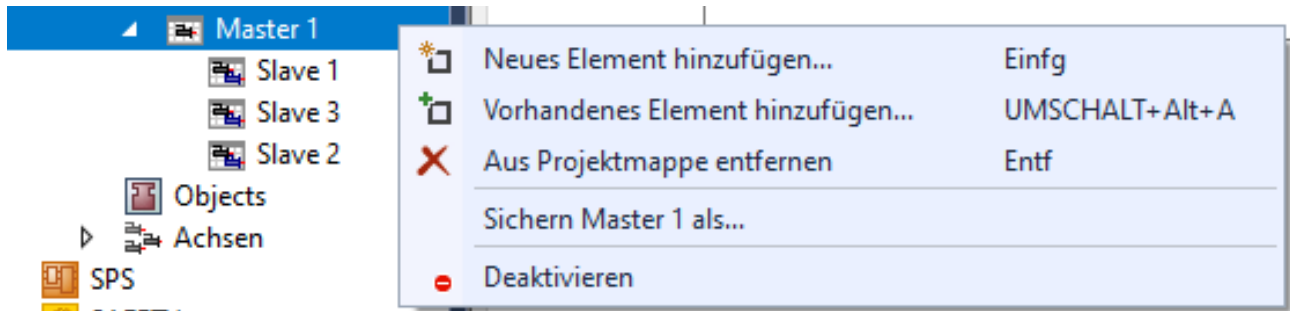 Master 1
Slave 1
Slave 3
Slave 2
Objects
Achsen
SPS
Neues Element hinzufügen... Einfg
Vorhandenes Element hinzufügen... UMSCHALT+Alt+A
Aus Projektmappe entfernen Entf
Sichern Master 1 als...
Deaktivieren